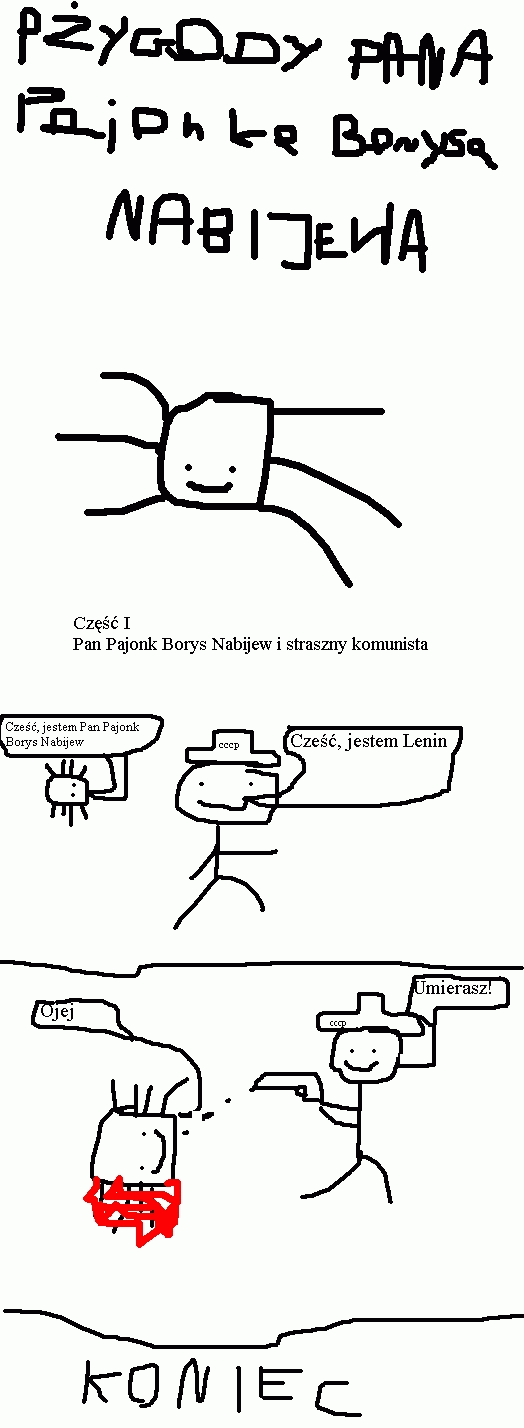 PŻYGODY PANA
Pajonka Borysa
NABIJEWA
Część I
Pan Pajonk Borys Nabijew i straszny komunista
Cześć, jestem Pan Pajonk
Borys Nabijew
cccp
Cześć, jestem Lenin
Ojej
Umierasz!
cccp
KONIEC